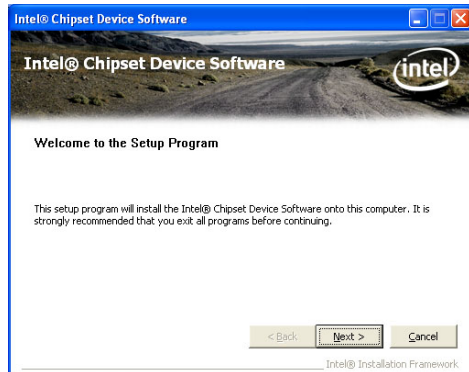 Intel® Chipset Device Software
Intel® Chipset Device Software
intel
Welcome to the Setup Program
This setup program will install the Intel® Chipset Device Software onto this computer. It is
strongly recommended that you exit all programs before continuing.
< Back Next > Cancel
Intel® Installation Framework